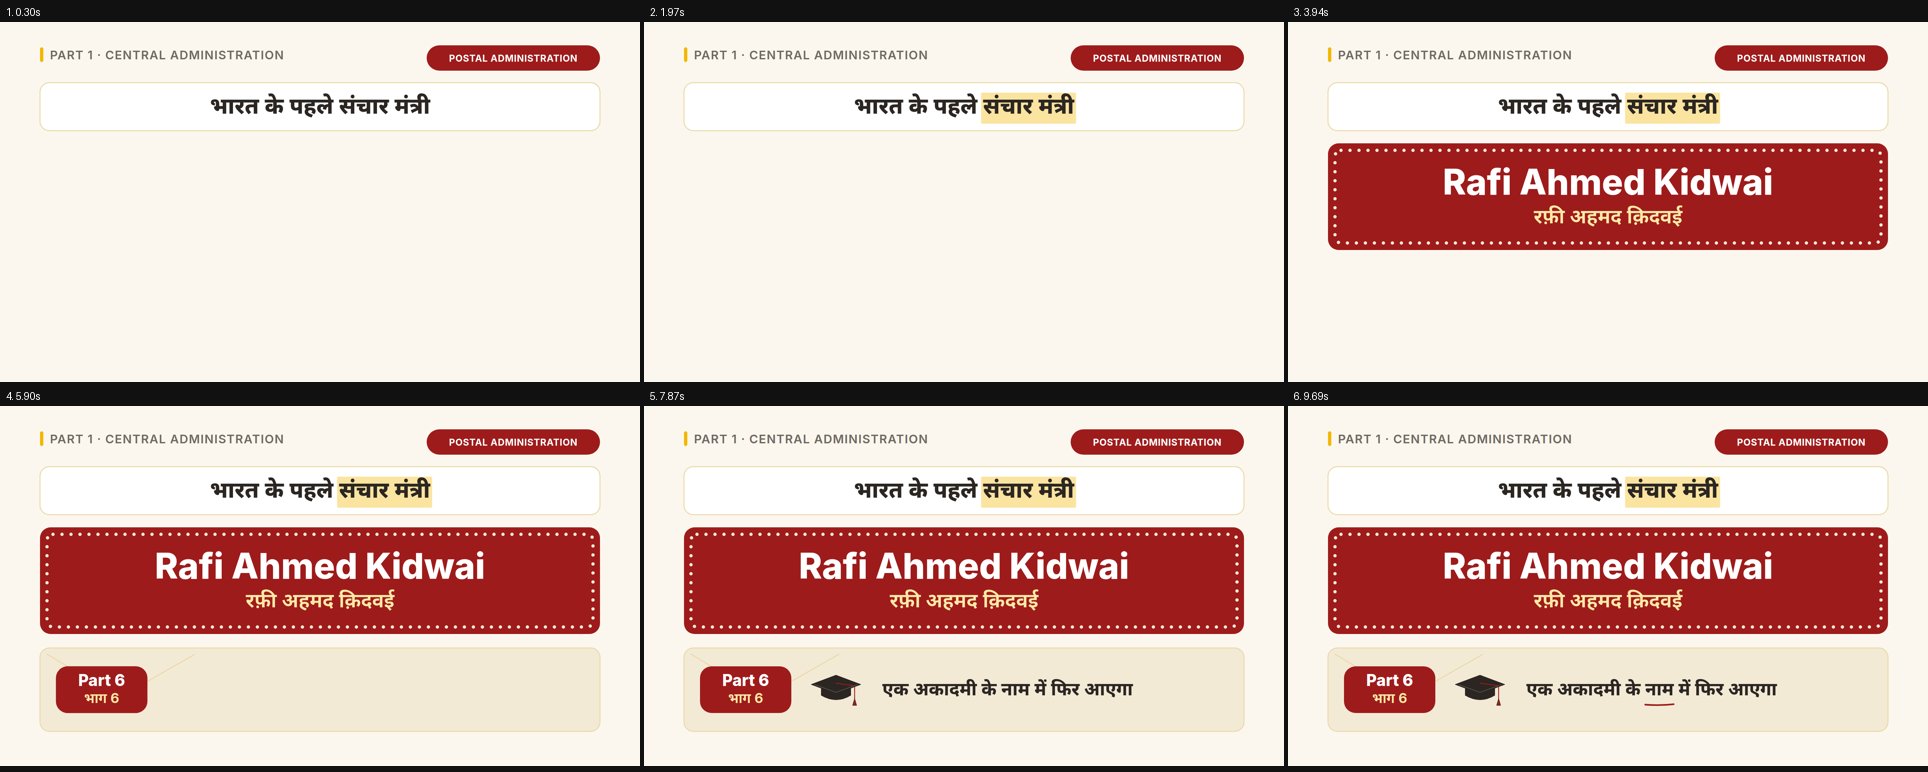 1. 0.30s
PART 1 · CENTRAL ADMINISTRATION
POSTAL ADMINISTRATION
भारत के पहले संचार मंत्री
2. 1.97s
PART 1 · CENTRAL ADMINISTRATION
POSTAL ADMINISTRATION
भारत के पहले संचार मंत्री
3. 3.94s
PART 1 · CENTRAL ADMINISTRATION
POSTAL ADMINISTRATION
भारत के पहले संचार मंत्री
Rafi Ahmed Kidwai
रफ़ी अहमद क़िदवई
4. 5.90s
PART 1 · CENTRAL ADMINISTRATION
POSTAL ADMINISTRATION
भारत के पहले संचार मंत्री
Rafi Ahmed Kidwai
रफ़ी अहमद क़िदवई
Part 6
भाग 6
5. 7.87s
PART 1 · CENTRAL ADMINISTRATION
POSTAL ADMINISTRATION
भारत के पहले संचार मंत्री
Rafi Ahmed Kidwai
रफ़ी अहमद क़िदवई
Part 6
भाग 6
एक अकादमी के नाम में फिर आएगा
6. 9.69s
PART 1 · CENTRAL ADMINISTRATION
POSTAL ADMINISTRATION
भारत के पहले संचार मंत्री
Rafi Ahmed Kidwai
रफ़ी अहमद क़िदवई
Part 6
भाग 6
एक अकादमी के नाम में फिर आएगा